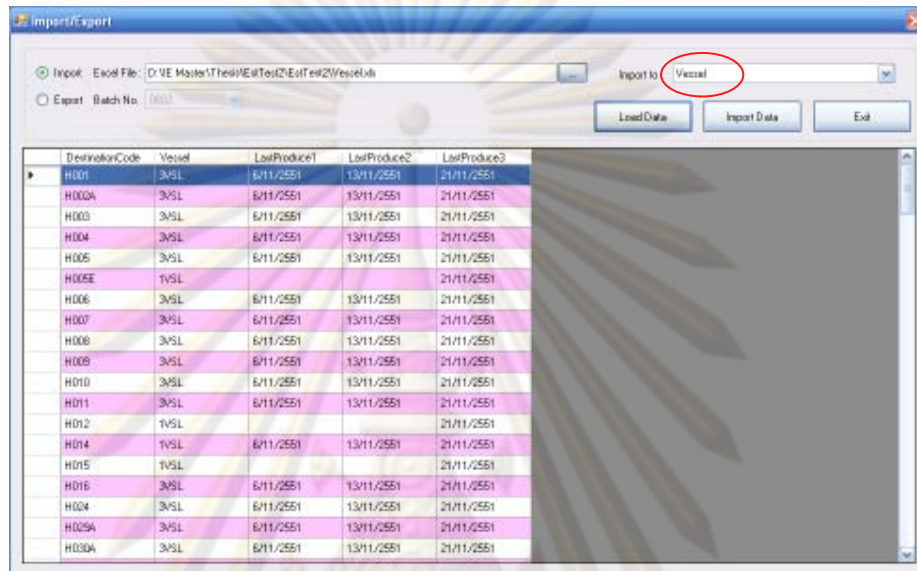 Import/Export
Import Excel File: D:\IE Master\Thesis\EstTest2\EstTest2\Vessel.xls ... Import to Vessel
Export Batch No. 0002
Load Data Import Data Exit
DestinationCode Vessel LastProduce1 LastProduce2 LastProduce3
H001 3VSL 6/11/2551 13/11/2551 21/11/2551
H002A 3VSL 6/11/2551 13/11/2551 21/11/2551
H003 3VSL 6/11/2551 13/11/2551 21/11/2551
H004 3VSL 6/11/2551 13/11/2551 21/11/2551
H005 3VSL 6/11/2551 13/11/2551 21/11/2551
H005E 1VSL 21/11/2551
H006 3VSL 6/11/2551 13/11/2551 21/11/2551
H007 3VSL 6/11/2551 13/11/2551 21/11/2551
H008 3VSL 6/11/2551 13/11/2551 21/11/2551
H009 3VSL 6/11/2551 13/11/2551 21/11/2551
H010 3VSL 6/11/2551 13/11/2551 21/11/2551
H011 3VSL 6/11/2551 13/11/2551 21/11/2551
H012 1VSL 21/11/2551
H014 1VSL 6/11/2551 13/11/2551 21/11/2551
H015 1VSL 21/11/2551
H016 3VSL 6/11/2551 13/11/2551 21/11/2551
H024 3VSL 6/11/2551 13/11/2551 21/11/2551
H029A 3VSL 6/11/2551 13/11/2551 21/11/2551
H030A 3VSL 6/11/2551 13/11/2551 21/11/2551